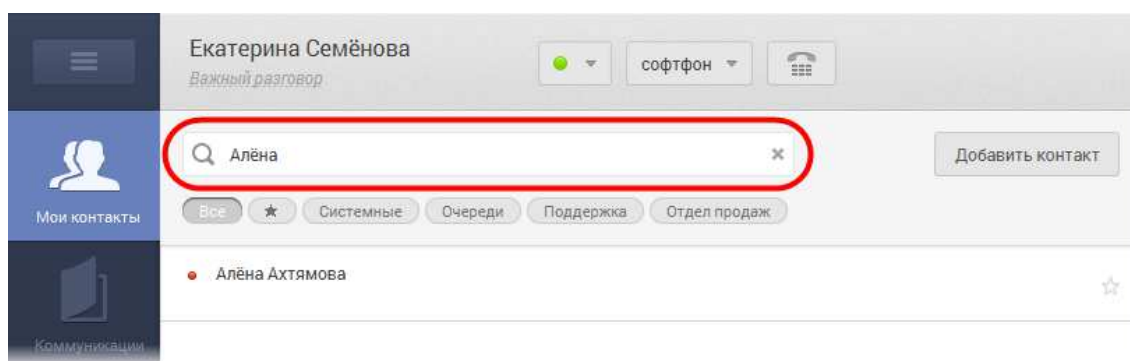 Екатерина Семёнова
Важный разговор
софтфон
Алёна
Добавить контакт
Мои контакты
Все Системные Очереди Поддержка Отдел продаж
Алёна Ахтямова
Коммуникации